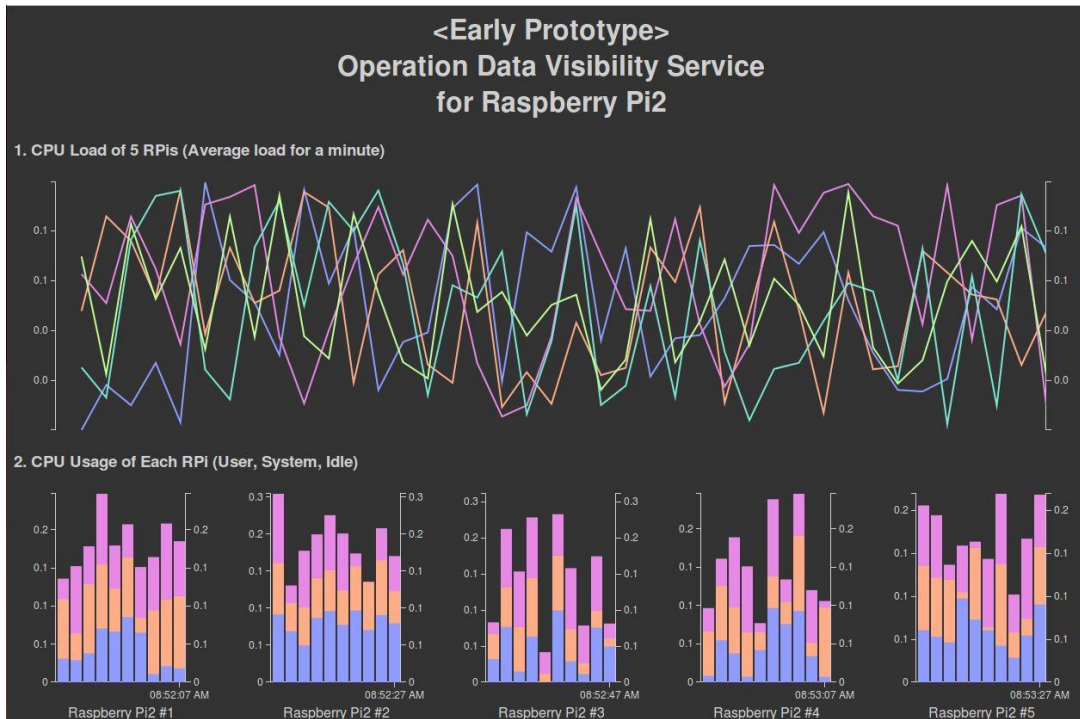 <Early Prototype>
Operation Data Visibility Service
for Raspberry Pi2
1. CPU Load of 5 RPis (Average load for a minute)
0.1 0.1
0.1 0.1
0.0 0.0
0.0 0.0
2. CPU Usage of Each RPi (User, System, Idle)
0.2 0.2
0.1 0.1
0.1 0.1
0.1 0.1
0 0
08:52:07 AM
Raspberry Pi2 #1
0.3 0.3
0.2 0.2
0.1 0.1
0.1 0.1
0 0
08:52:27 AM
Raspberry Pi2 #2
0.3 0.3
0.2 0.2
0.2 0.2
0.1 0.1
0.1 0.1
0 0
08:52:47 AM
Raspberry Pi2 #3
0.2 0.2
0.1 0.1
0.1 0.1
0.1 0.1
0 0
08:53:07 AM
Raspberry Pi2 #4
0.2 0.2
0.1 0.1
0.1 0.1
0.0 0.0
0 0
08:53:27 AM
Raspberry Pi2 #5